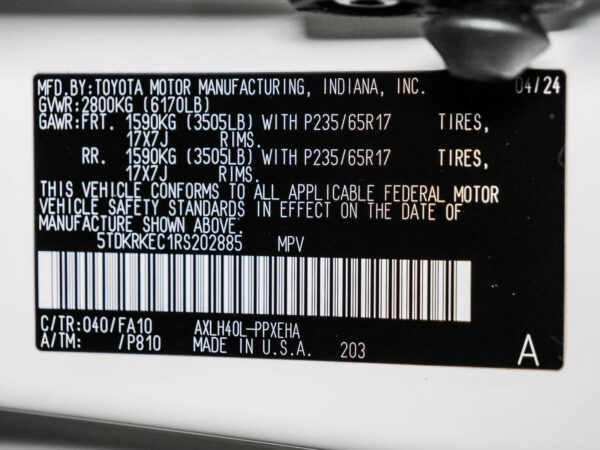 MFD.BY:TOYOTA MOTOR MANUFACTURING, INDIANA, INC. 04/24
GVWR:2800KG (6170LB)
GAWR:FRT. 1590KG (3505LB) WITH P235/65R17 TIRES,
17X7J RIMS.
RR. 1590KG (3505LB) WITH P235/65R17 TIRES,
17X7J RIMS.
THIS VEHICLE CONFORMS TO ALL APPLICABLE FEDERAL MOTOR
VEHICLE SAFETY STANDARDS IN EFFECT ON THE DATE OF
MANUFACTURE SHOWN ABOVE.
5TDKRKEC1RS202885 MPV
C/TR:040/FA10 AXLH40L-PPXEHA
A/TM: /P810 MADE IN U.S.A. 203 A